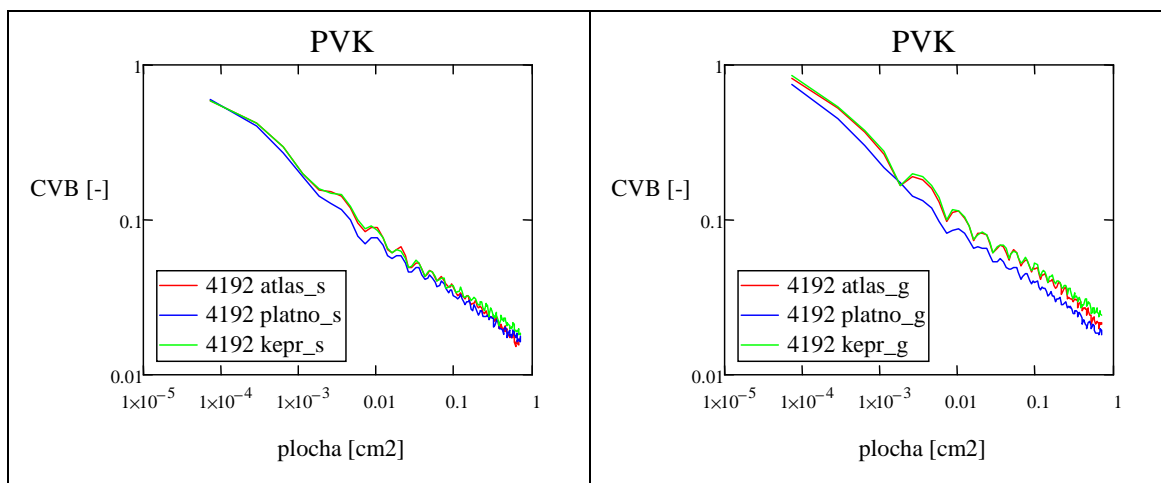 PVK
1
0.1
0.01
CVB [-]
1×10⁻⁵
1×10⁻⁴
1×10⁻³
0.01
0.1
1
plocha [cm2]
4192 atlas_s
4192 platno_s
4192 kepr_s
PVK
1
0.1
0.01
CVB [-]
1×10⁻⁵
1×10⁻⁴
1×10⁻³
0.01
0.1
1
plocha [cm2]
4192 atlas_g
4192 platno_g
4192 kepr_g